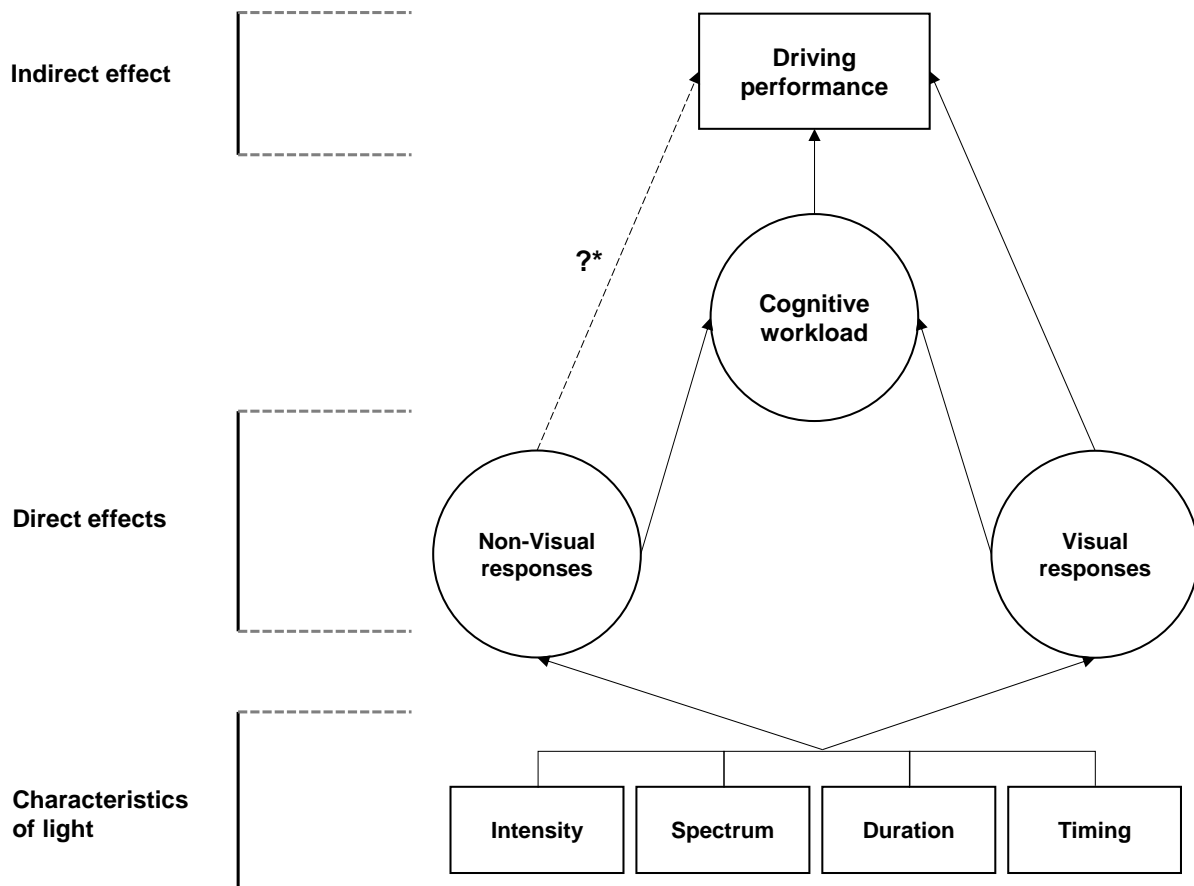 Indirect effect
Driving
performance
?*
Cognitive
workload
Direct effects
Non-Visual
responses
Visual
responses
Characteristics
of light
Intensity
Spectrum
Duration
Timing